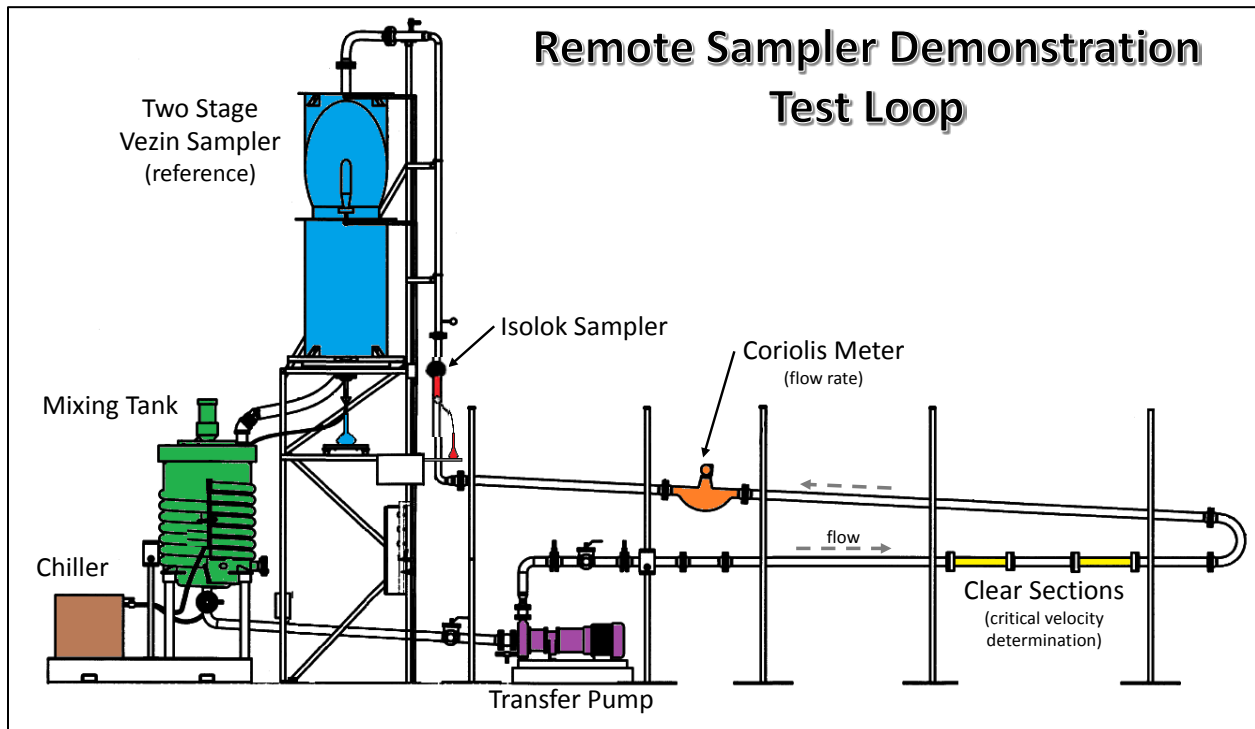 Remote Sampler Demonstration
Test Loop
Two Stage
Vezin Sampler
(reference)
Isolok Sampler
Coriolis Meter
(flow rate)
Mixing Tank
flow
Chiller
Clear Sections
(critical velocity
determination)
Transfer Pump